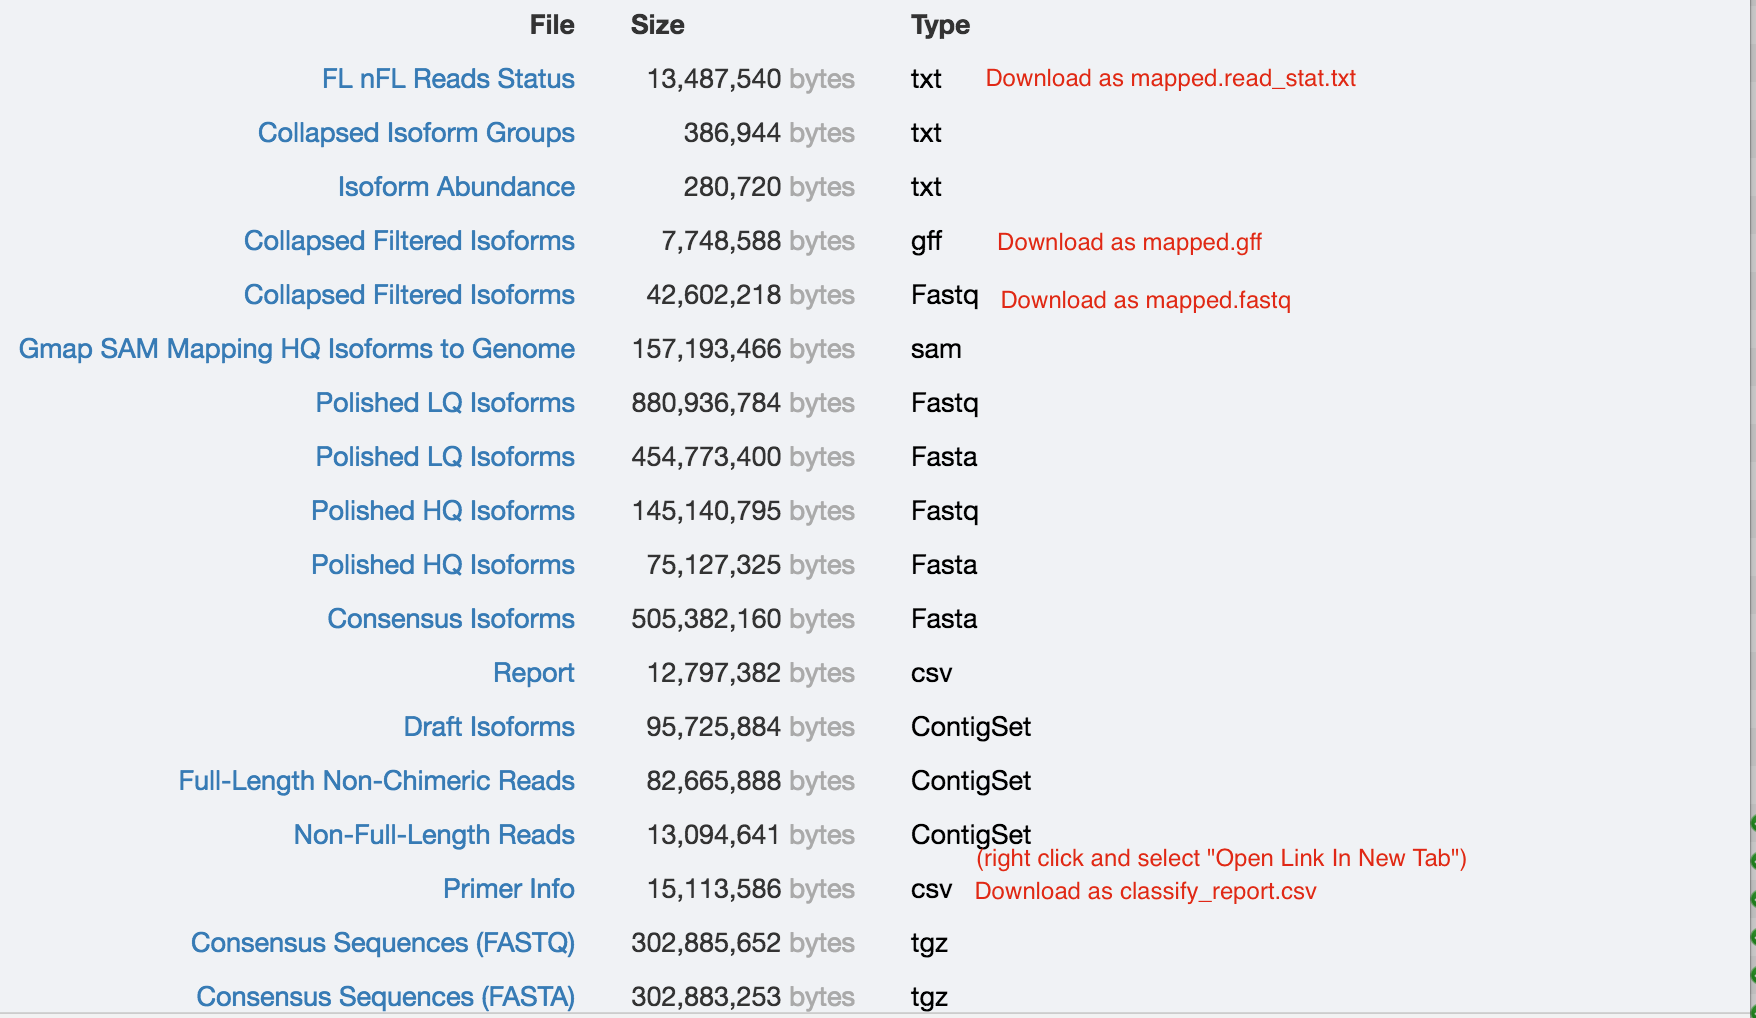 File Size Type
FL nFL Reads Status 13,487,540 bytes txt Download as mapped.read_stat.txt
Collapsed Isoform Groups 386,944 bytes txt
Isoform Abundance 280,720 bytes txt
Collapsed Filtered Isoforms 7,748,588 bytes gff Download as mapped.gff
Collapsed Filtered Isoforms 42,602,218 bytes Fastq Download as mapped.fastq
Gmap SAM Mapping HQ Isoforms to Genome 157,193,466 bytes sam
Polished LQ Isoforms 880,936,784 bytes Fastq
Polished LQ Isoforms 454,773,400 bytes Fasta
Polished HQ Isoforms 145,140,795 bytes Fastq
Polished HQ Isoforms 75,127,325 bytes Fasta
Consensus Isoforms 505,382,160 bytes Fasta
Report 12,797,382 bytes csv
Draft Isoforms 95,725,884 bytes ContigSet
Full-Length Non-Chimeric Reads 82,665,888 bytes ContigSet
Non-Full-Length Reads 13,094,641 bytes ContigSet
(right click and select "Open Link In New Tab")
Primer Info 15,113,586 bytes csv Download as classify_report.csv
Consensus Sequences (FASTQ) 302,885,652 bytes tgz
Consensus Sequences (FASTA) 302,883,253 bytes tgz